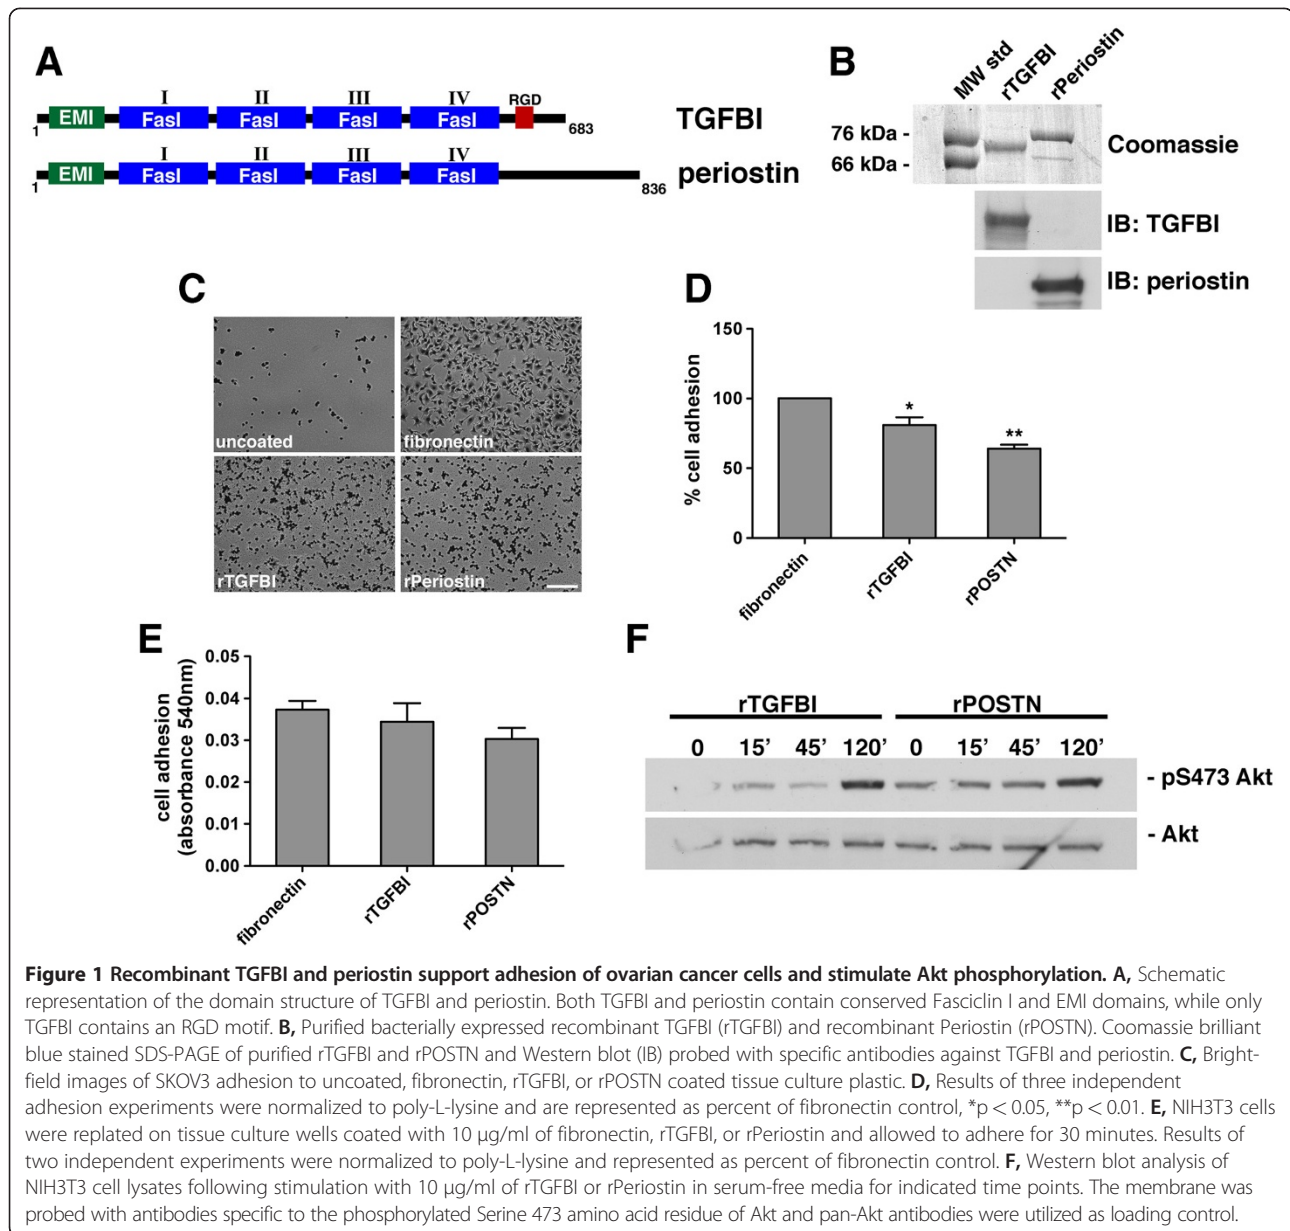 A
I II III IV RGD
EMI FasI FasI FasI FasI
1 683
TGFBI
I II III IV
EMI FasI FasI FasI FasI
1 836
periostin
B
MW std rTGFBI rPeriostin
76 kDa -
66 kDa -
Coomassie
IB: TGFBI
IB: periostin
C
uncoated
fibronectin
rTGFBI
rPeriostin
D
% cell adhesion
150
100
50
0
*
**
fibronectin
rTGFBI
rPOSTN
E
cell adhesion
(absorbance 540nm)
0.05
0.04
0.03
0.02
0.01
0.00
fibronectin
rTGFBI
rPOSTN
F
rTGFBI rPOSTN
0 15’ 45’ 120’ 0 15’ 45’ 120’
- pS473 Akt
- Akt
Figure 1 Recombinant TGFBI and periostin support adhesion of ovarian cancer cells and stimulate Akt phosphorylation. A, Schematic
representation of the domain structure of TGFBI and periostin. Both TGFBI and periostin contain conserved Fasciclin I and EMI domains, while only
TGFBI contains an RGD motif. B, Purified bacterially expressed recombinant TGFBI (rTGFBI) and recombinant Periostin (rPOSTN). Coomassie brilliant
blue stained SDS-PAGE of purified rTGFBI and rPOSTN and Western blot (IB) probed with specific antibodies against TGFBI and periostin. C, Bright-
field images of SKOV3 adhesion to uncoated, fibronectin, rTGFBI, or rPOSTN coated tissue culture plastic. D, Results of three independent
adhesion experiments were normalized to poly-L-lysine and are represented as percent of fibronectin control, *p < 0.05, **p < 0.01. E, NIH3T3 cells
were replated on tissue culture wells coated with 10 μg/ml of fibronectin, rTGFBI, or rPeriostin and allowed to adhere for 30 minutes. Results of
two independent experiments were normalized to poly-L-lysine and represented as percent of fibronectin control. F, Western blot analysis of
NIH3T3 cell lysates following stimulation with 10 μg/ml of rTGFBI or rPeriostin in serum-free media for indicated time points. The membrane was
probed with antibodies specific to the phosphorylated Serine 473 amino acid residue of Akt and pan-Akt antibodies were utilized as loading control.